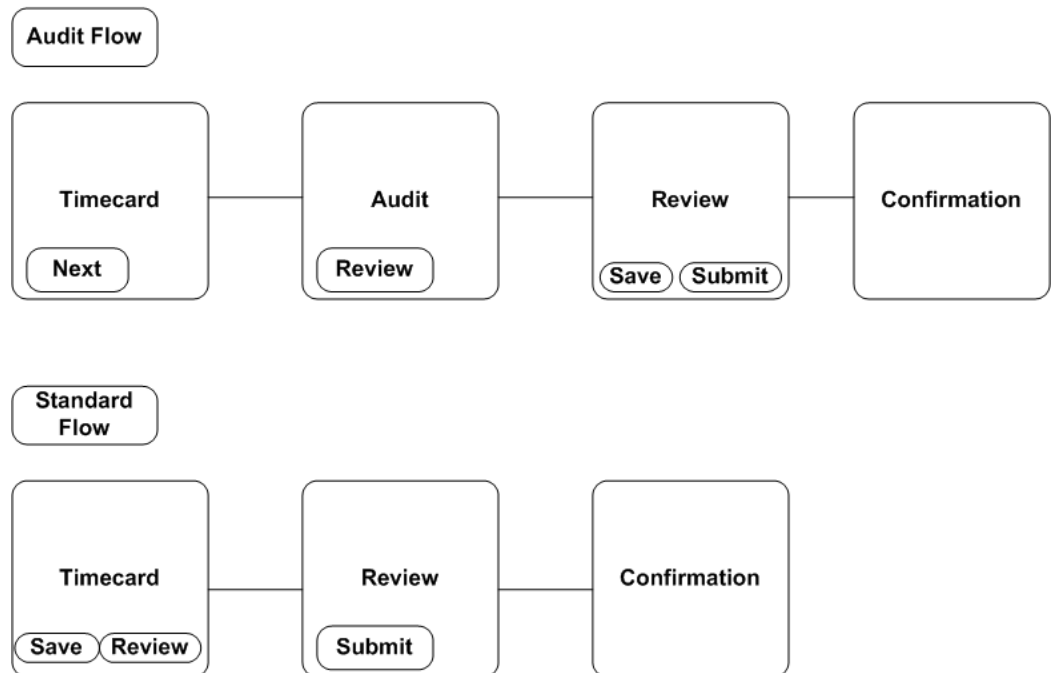 Audit Flow
Timecard
Next
Audit
Review
Review
Save
Submit
Confirmation
Standard
Flow
Timecard
Save
Review
Review
Submit
Confirmation